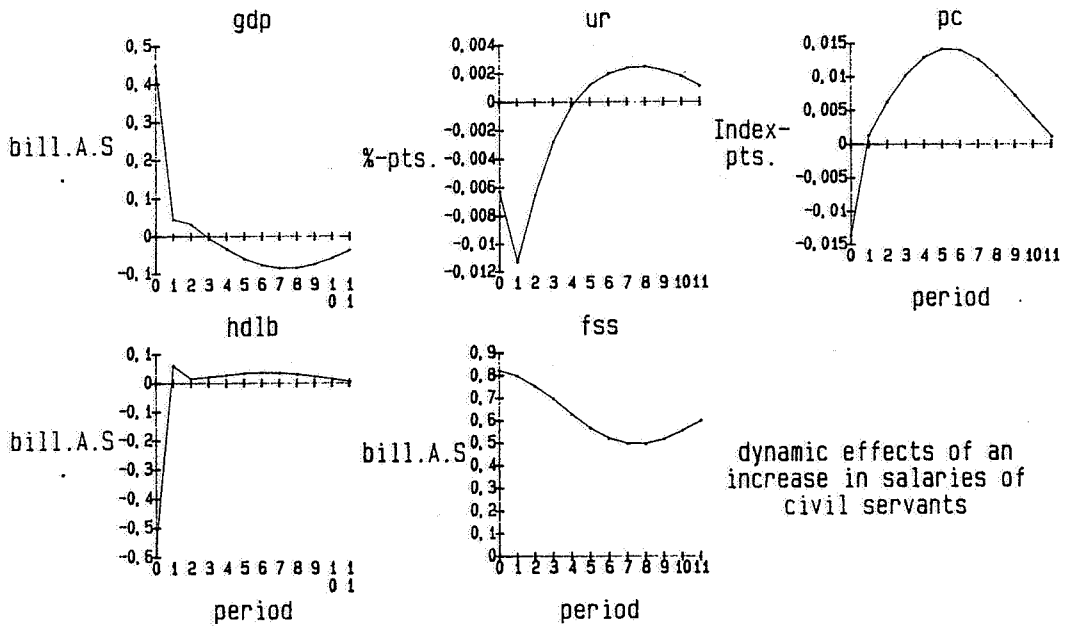 gdp
0,5
0,4
0,3
0,2
0,1
0
-0,1
bill.A.S
0 1 2 3 4 5 6 7 8 9 10 11
ur
0,004
0,002
0
-0,002
-0,004
-0,006
-0,008
-0,01
-0,012
%-pts.
0 1 2 3 4 5 6 7 8 9 10 11
pc
0,015
0,01
0,005
0
-0,005
-0,01
-0,015
Index-
pts.
0 1 2 3 4 5 6 7 8 9 10 11
period
hdlb
0,1
0
-0,1
-0,2
-0,3
-0,4
-0,5
-0,6
bill.A.S
0 1 2 3 4 5 6 7 8 9 10 11
period
fss
0,9
0,8
0,7
0,6
0,5
0,4
0,3
0,2
0,1
0
bill.A.S
0 1 2 3 4 5 6 7 8 9 10 11
period
dynamic effects of an
increase in salaries of
civil servants